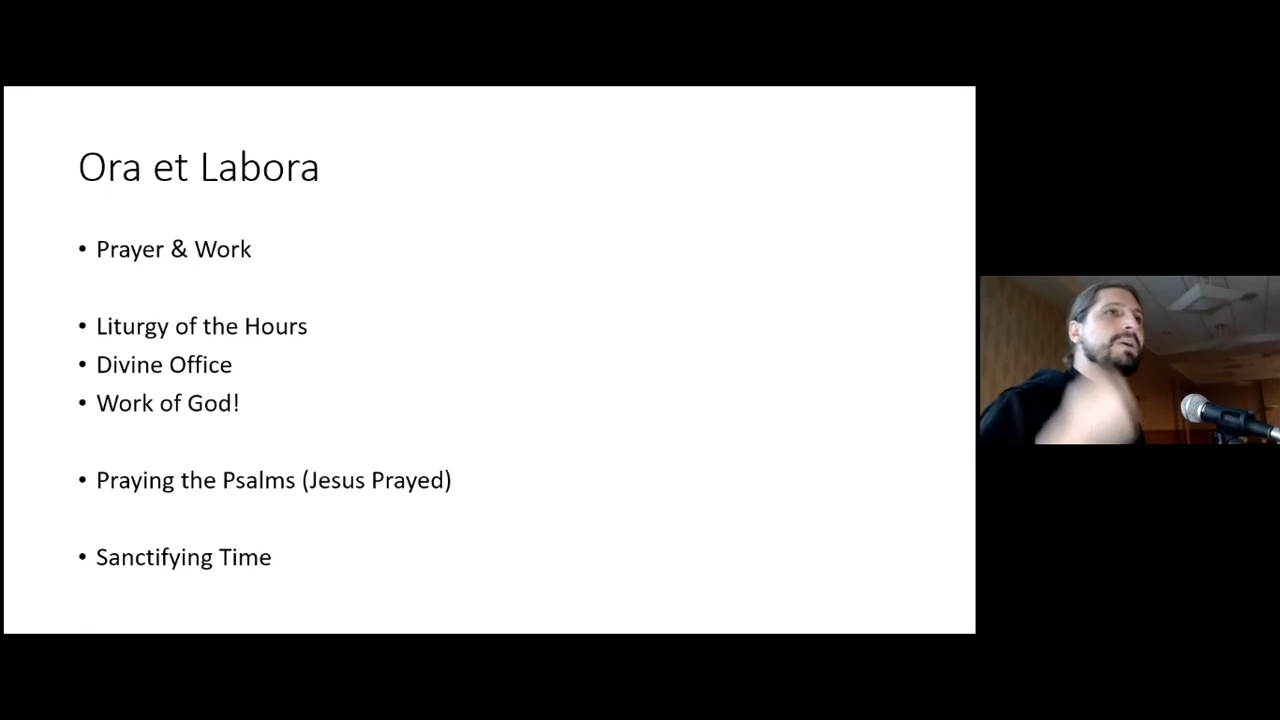 Ora et Labora
• Prayer & Work
• Liturgy of the Hours
• Divine Office
• Work of God!
• Praying the Psalms (Jesus Prayed)
• Sanctifying Time